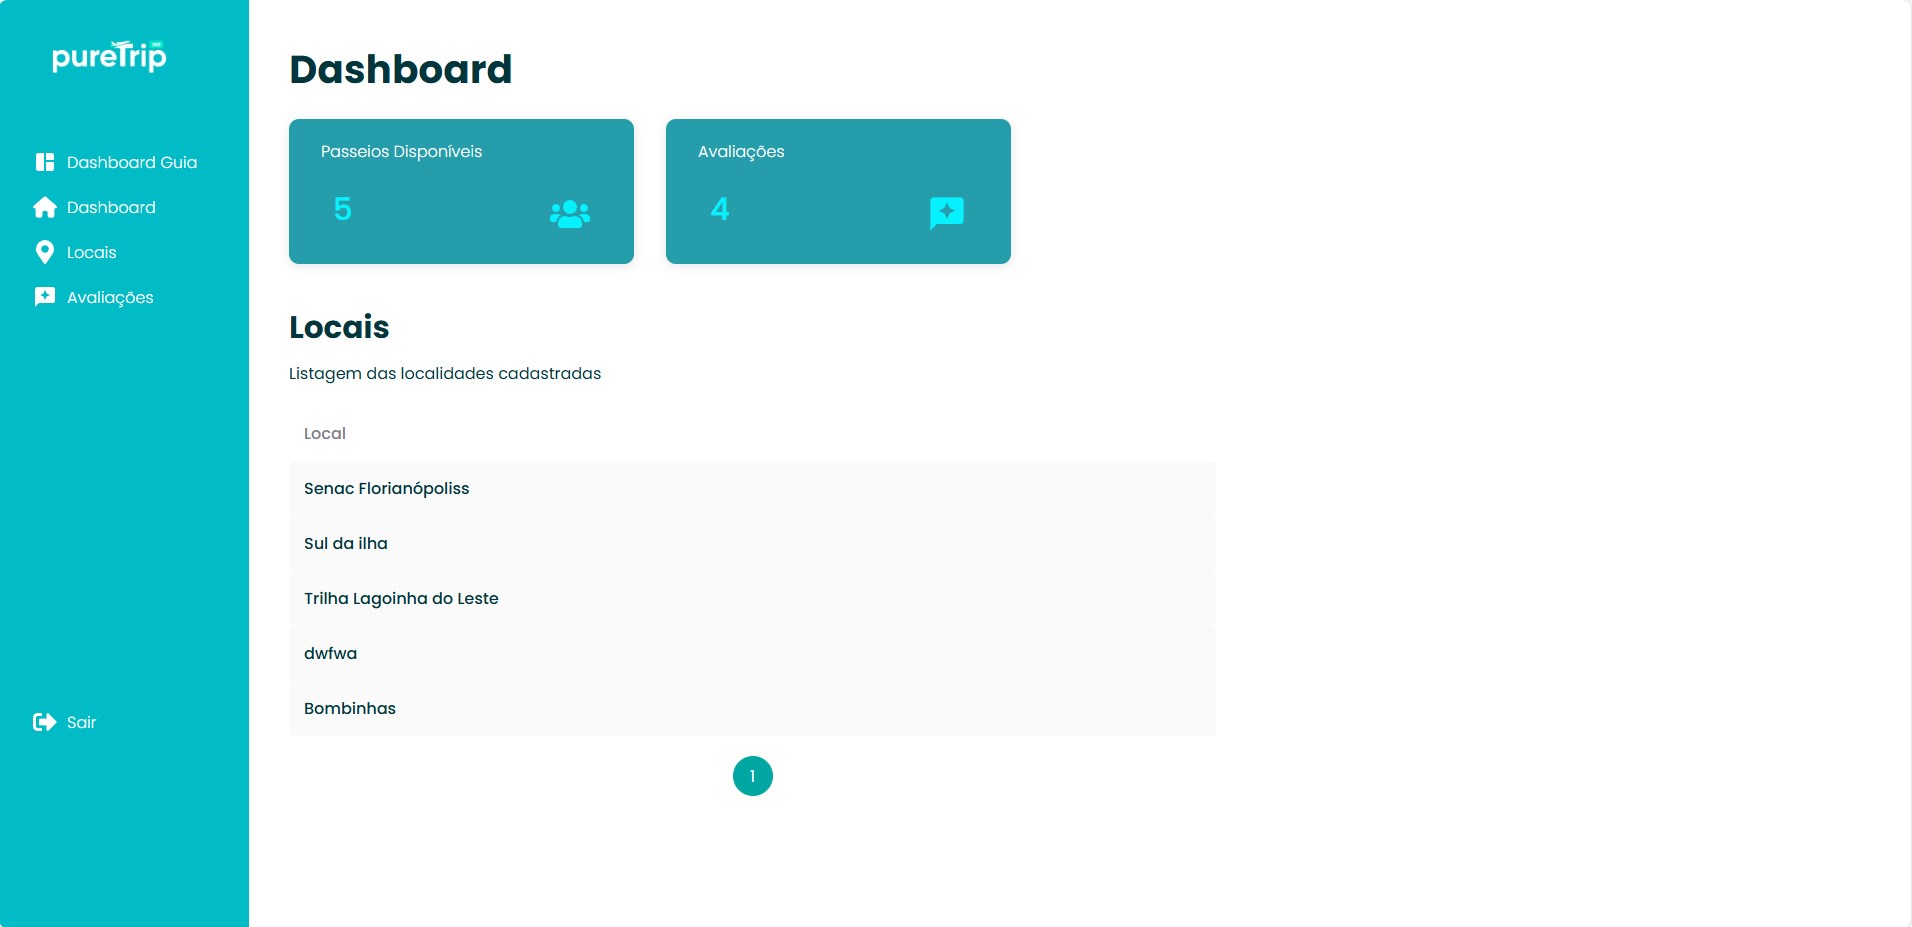 pureTrip
Dashboard Guia
Dashboard
Locais
Avaliações
Sair
Dashboard
Passeios Disponíveis
5
Avaliações
4
Locais
Listagem das localidades cadastradas
Local
Senac Florianópoliss
Sul da ilha
Trilha Lagoinha do Leste
dwfwa
Bombinhas
1